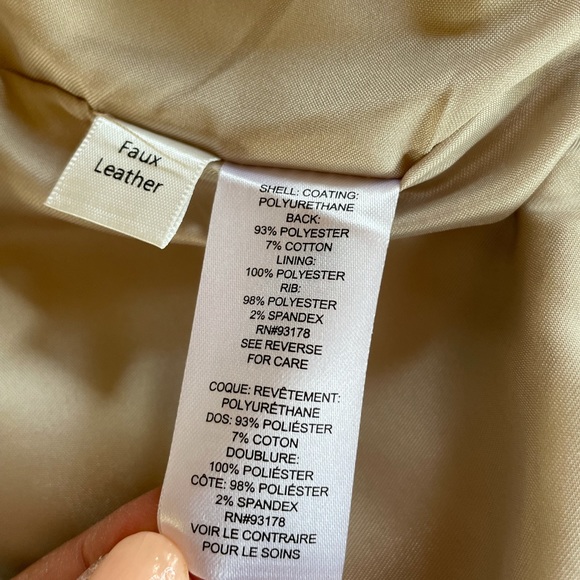 Faux
Leather
SHELL: COATING:
POLYURETHANE
BACK:
93% POLYESTER
7% COTTON
LINING:
100% POLYESTER
RIB:
98% POLYESTER
2% SPANDEX
RN#93178
SEE REVERSE
FOR CARE
COQUE: REVÊTEMENT:
POLYURÉTHANE
DOS: 93% POLIÉSTER
7% COTON
DOUBLURE:
100% POLIÉSTER
CÔTE: 98% POLIÉSTER
2% SPANDEX
RN#93178
VOIR LE CONTRAIRE
POUR LE SOINS